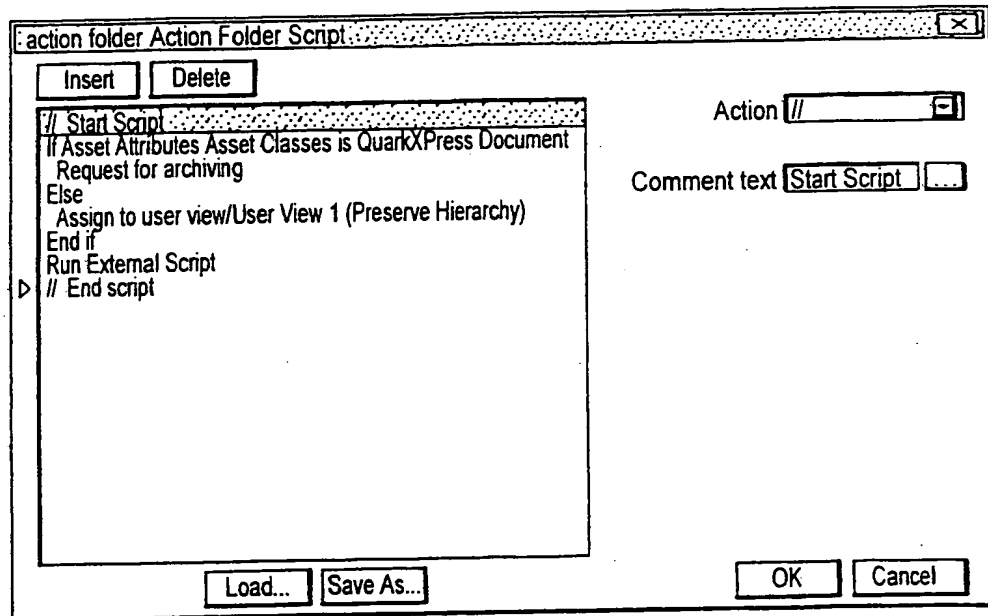 action folder Action Folder Script
Insert Delete
// Start Script
If Asset Attributes Asset Classes is QuarkXPress Document
Request for archiving
Else
Assign to user view/User View 1 (Preserve Hierarchy)
End if
Run External Script
// End script
Action //
Comment text Start Script ...
Load... Save As...
OK Cancel